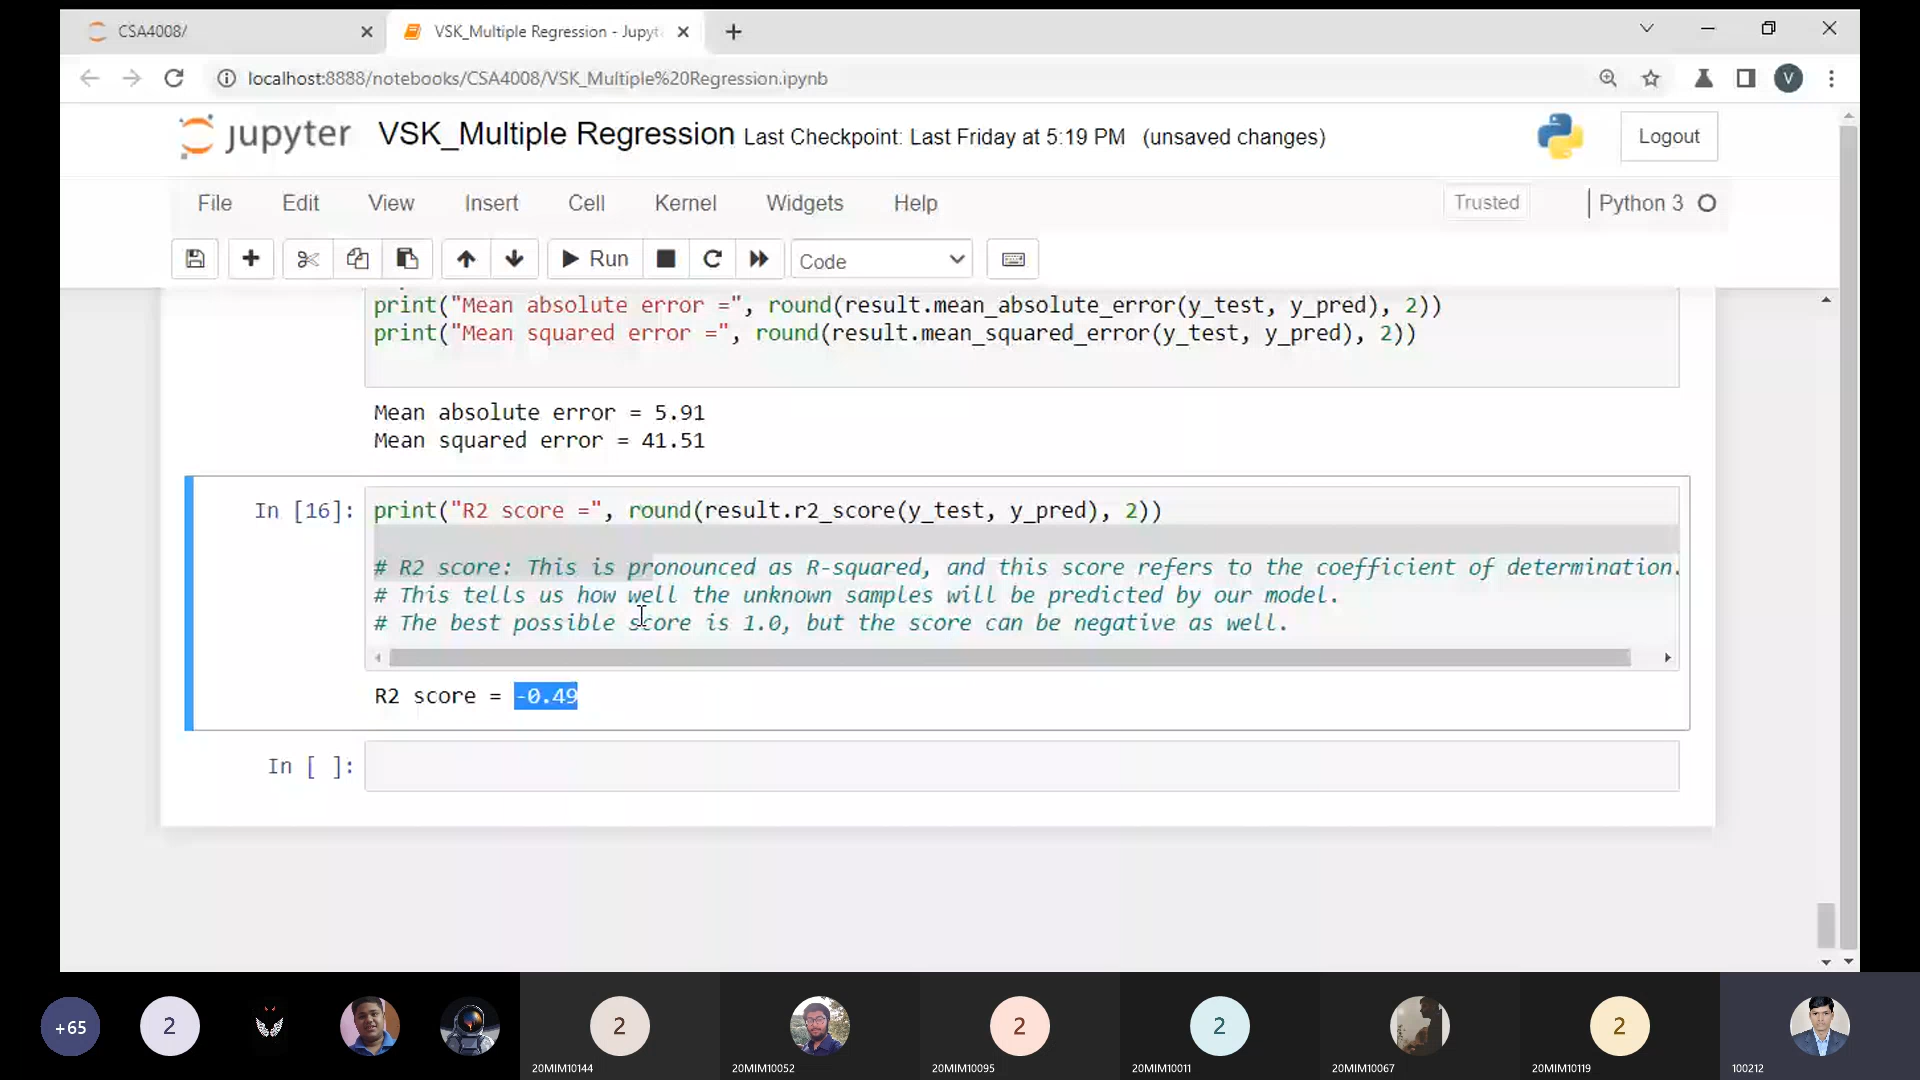 CSA4008/
VSK_Multiple Regression - Jupyt
localhost:8888/notebooks/CSA4008/VSK_Multiple%20Regression.ipynb
V
jupyter VSK_Multiple Regression Last Checkpoint: Last Friday at 5:19 PM (unsaved changes)
Logout
File Edit View Insert Cell Kernel Widgets Help
Trusted
Python 3
Run
Code
print("Mean absolute error =", round(result.mean_absolute_error(y_test, y_pred), 2))
print("Mean squared error =", round(result.mean_squared_error(y_test, y_pred), 2))
Mean absolute error = 5.91
Mean squared error = 41.51
In [16]: print("R2 score =", round(result.r2_score(y_test, y_pred), 2))
# R2 score: This is pronounced as R-squared, and this score refers to the coefficient of determination.
# This tells us how well the unknown samples will be predicted by our model.
# The best possible score is 1.0, but the score can be negative as well.
R2 score = -0.49
In [ ]:
+65
2
2
2
2
2
20MIM10144
20MIM10052
20MIM10095
20MIM10011
20MIM10067
20MIM10119
100212